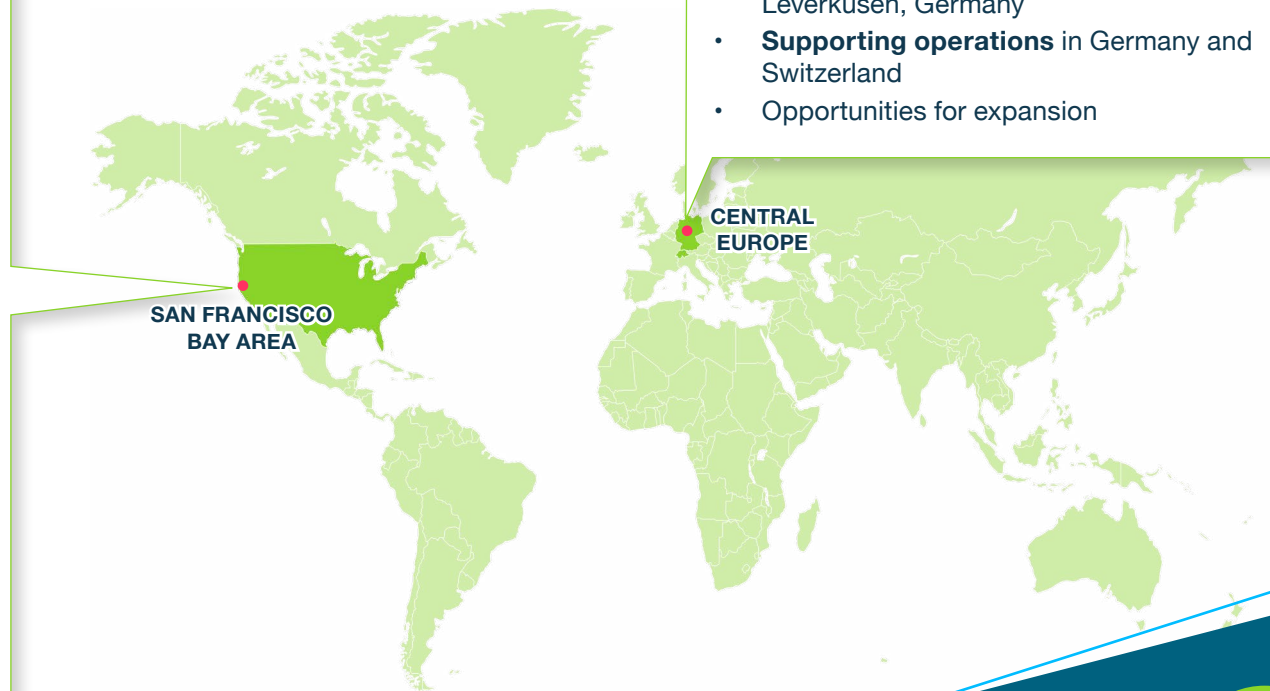 Leverkusen, Germany
• Supporting operations in Germany and
Switzerland
• Opportunities for expansion
CENTRAL
EUROPE
SAN FRANCISCO
BAY AREA